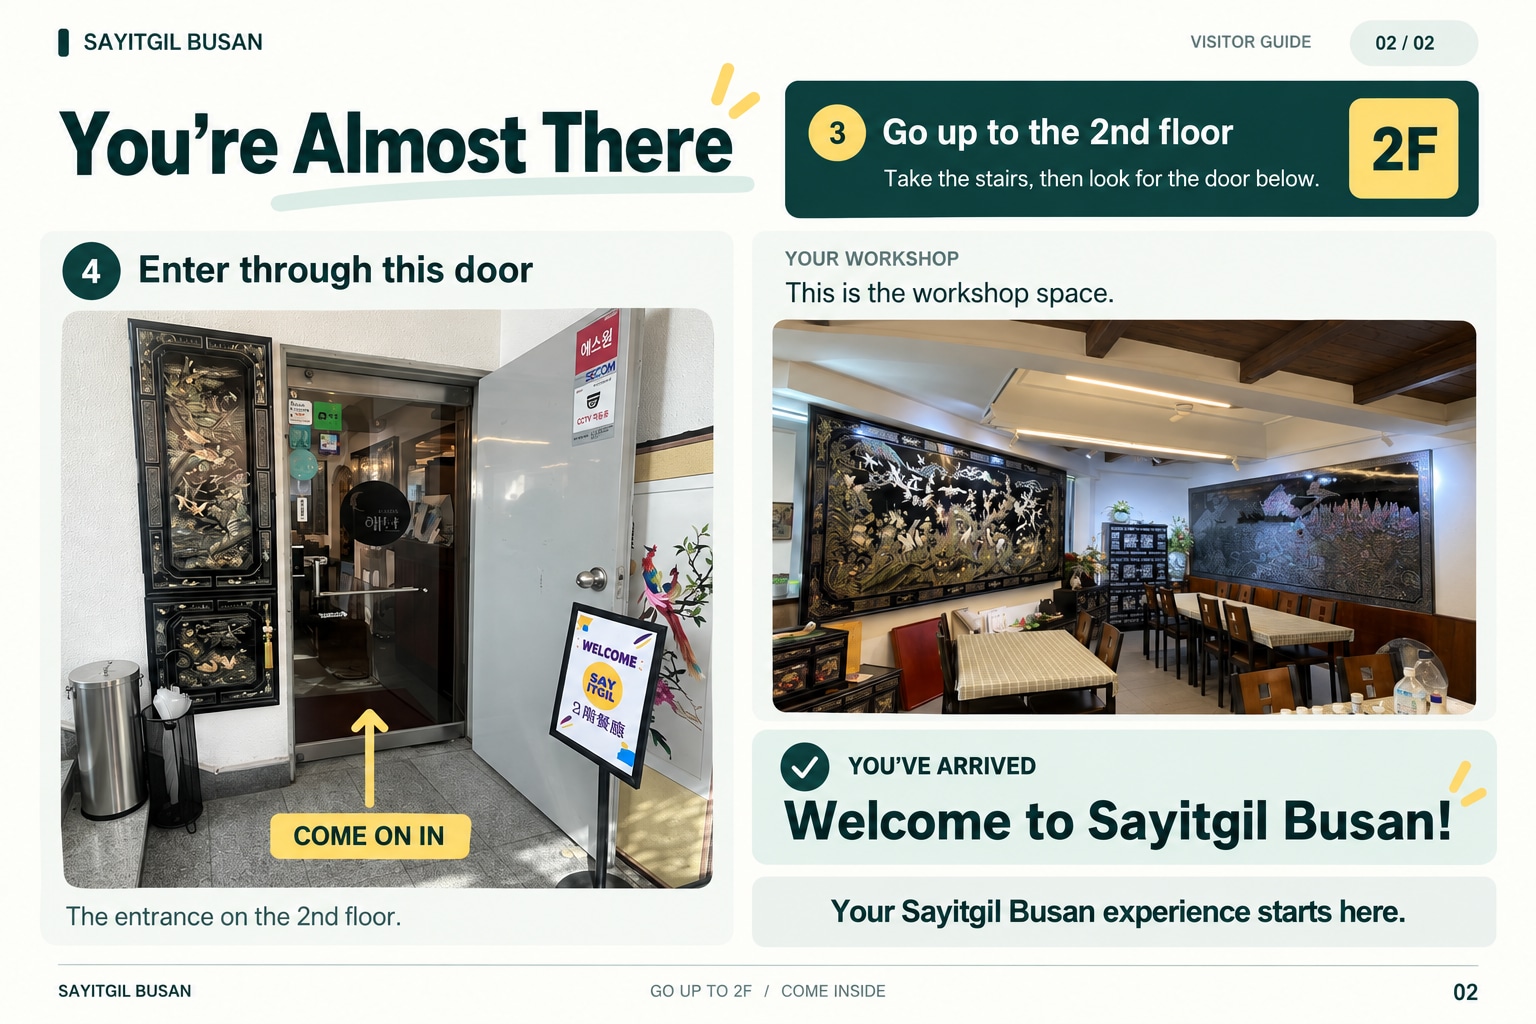 SAYITGIL BUSAN
VISITOR GUIDE
02 / 02
You're Almost There
3 Go up to the 2nd floor
Take the stairs, then look for the door below.
2F
4 Enter through this door
에스원
SECOM
CCTV 작동중
WELCOME
SAY
ITGIL
COME ON IN
The entrance on the 2nd floor.
YOUR WORKSHOP
This is the workshop space.
YOU'VE ARRIVED
Welcome to Sayitgil Busan!
Your Sayitgil Busan experience starts here.
SAYITGIL BUSAN
GO UP TO 2F / COME INSIDE
02